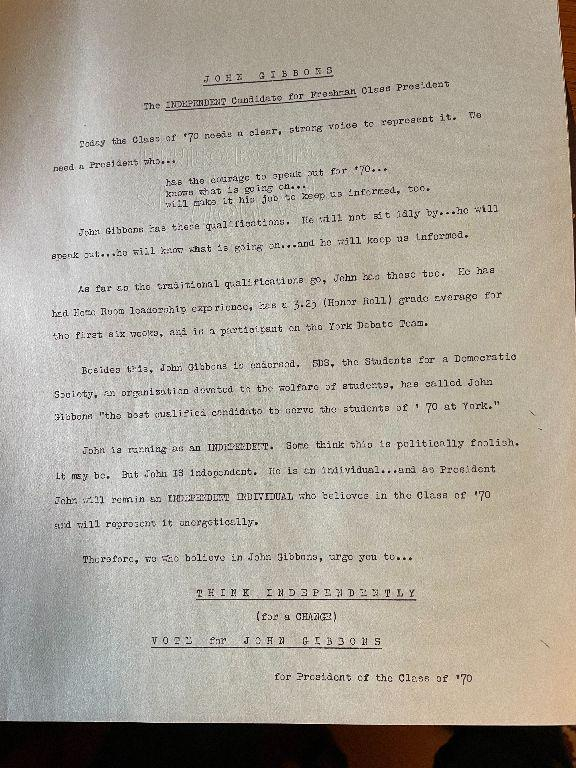 JOHN GIBBONS
The INDEPENDENT Candidate for Freshman Class President
Today the Class of '70 needs a clear, strong voice to represent it. We
need a President who...
has the courage to speak out for '70...
knows what is going on...
will make it his job to keep us informed, too.
John Gibbons has these qualifications. He will not sit idly by...he will
speak out...he will know what is going on...and he will keep us informed.
As far as the traditional qualifications go, John has these too. He has
had Home Room leadership experience, has a 3.23 (Honor Roll) grade average for
the first six weeks, and is a participant on the York Debate Team.
Besides this, John Gibbons is endorsed. SDS, the Students for a Democratic
Society, an organization devoted to the welfare of students, has called John
Gibbons "the best qualified candidate to serve the students of ' 70 at York."
John is running as an INDEPENDENT. Some think this is politically foolish.
It may be. But John IS independent. He is an individual...and as President
John will remain an INDEPENDENT INDIVIDUAL who believes in the Class of '70
and will represent it energetically.
Therefore, we who believe in John Gibbons, urge you to...
THINK INDEPENDENTLY
(for a CHANGE)
VOTE for JOHN GIBBONS
for President of the Class of '70